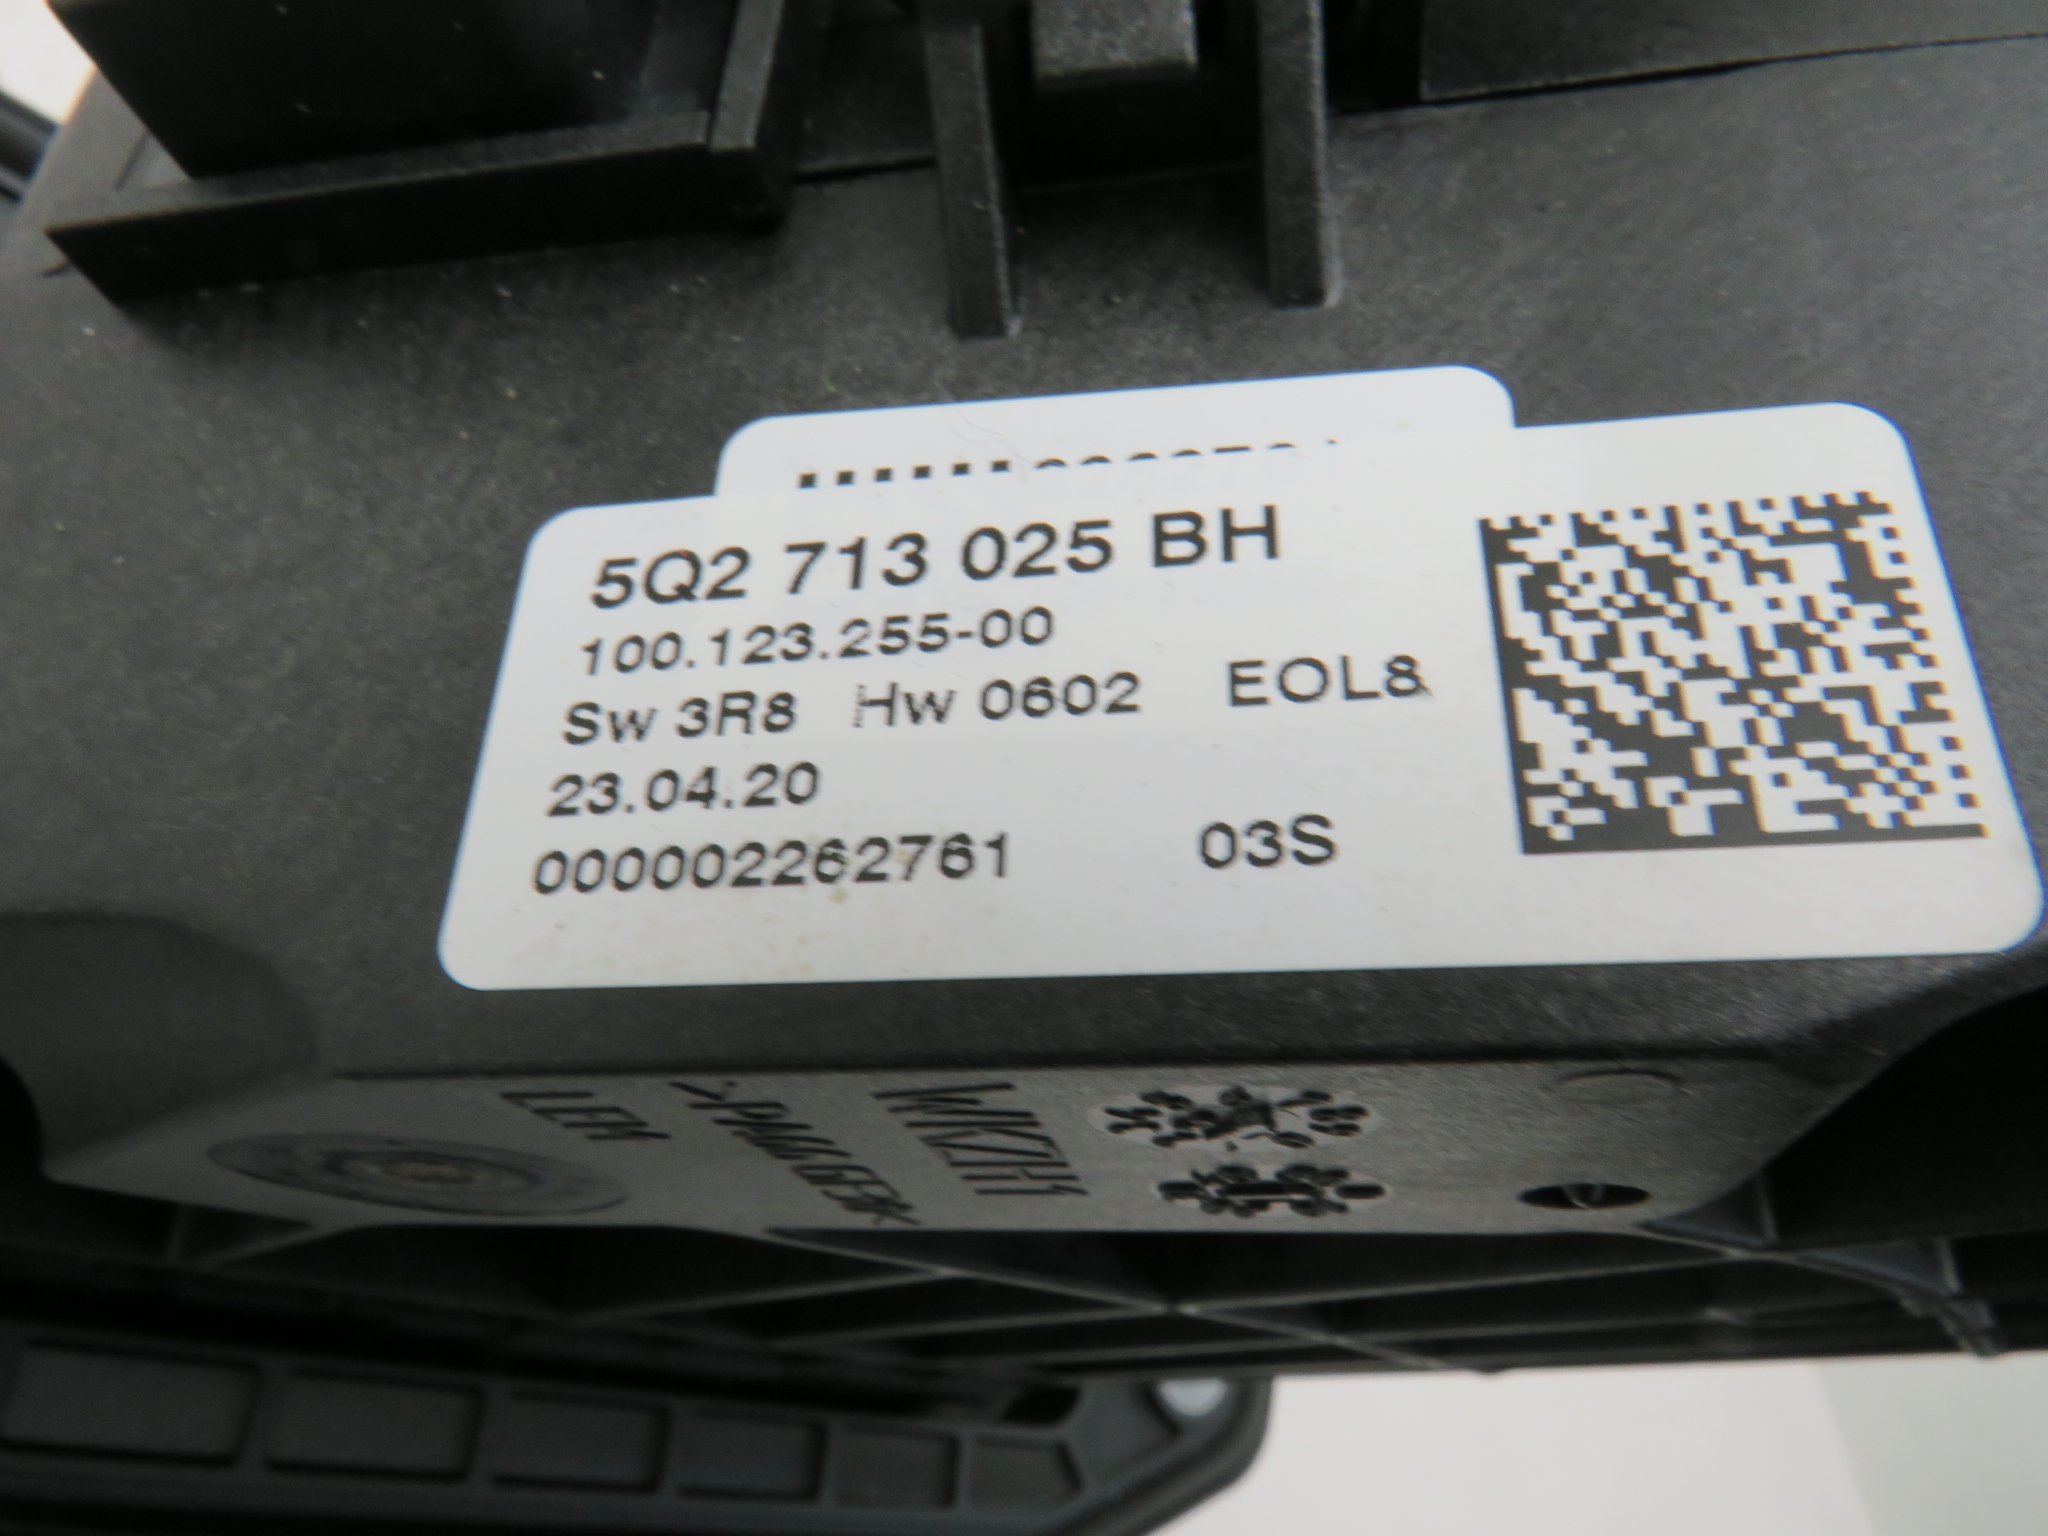 5Q2 713 025 BH
100.123.255-00
Sw 3R8 Hw 0602 EOL8
23.04.20
000002262761 03S